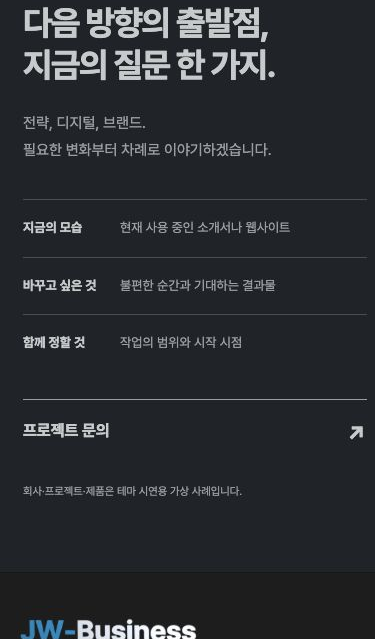 다음 방향의 출발점,
지금의 질문 한 가지.
전략, 디지털, 브랜드.
필요한 변화부터 차례로 이야기하겠습니다.
지금의 모습 현재 사용 중인 소개서나 웹사이트
바꾸고 싶은 것 불편한 순간과 기대하는 결과물
함께 정할 것 작업의 범위와 시작 시점
프로젝트 문의
회사·프로젝트·제품은 테마 시연용 가상 사례입니다.
JW-Business